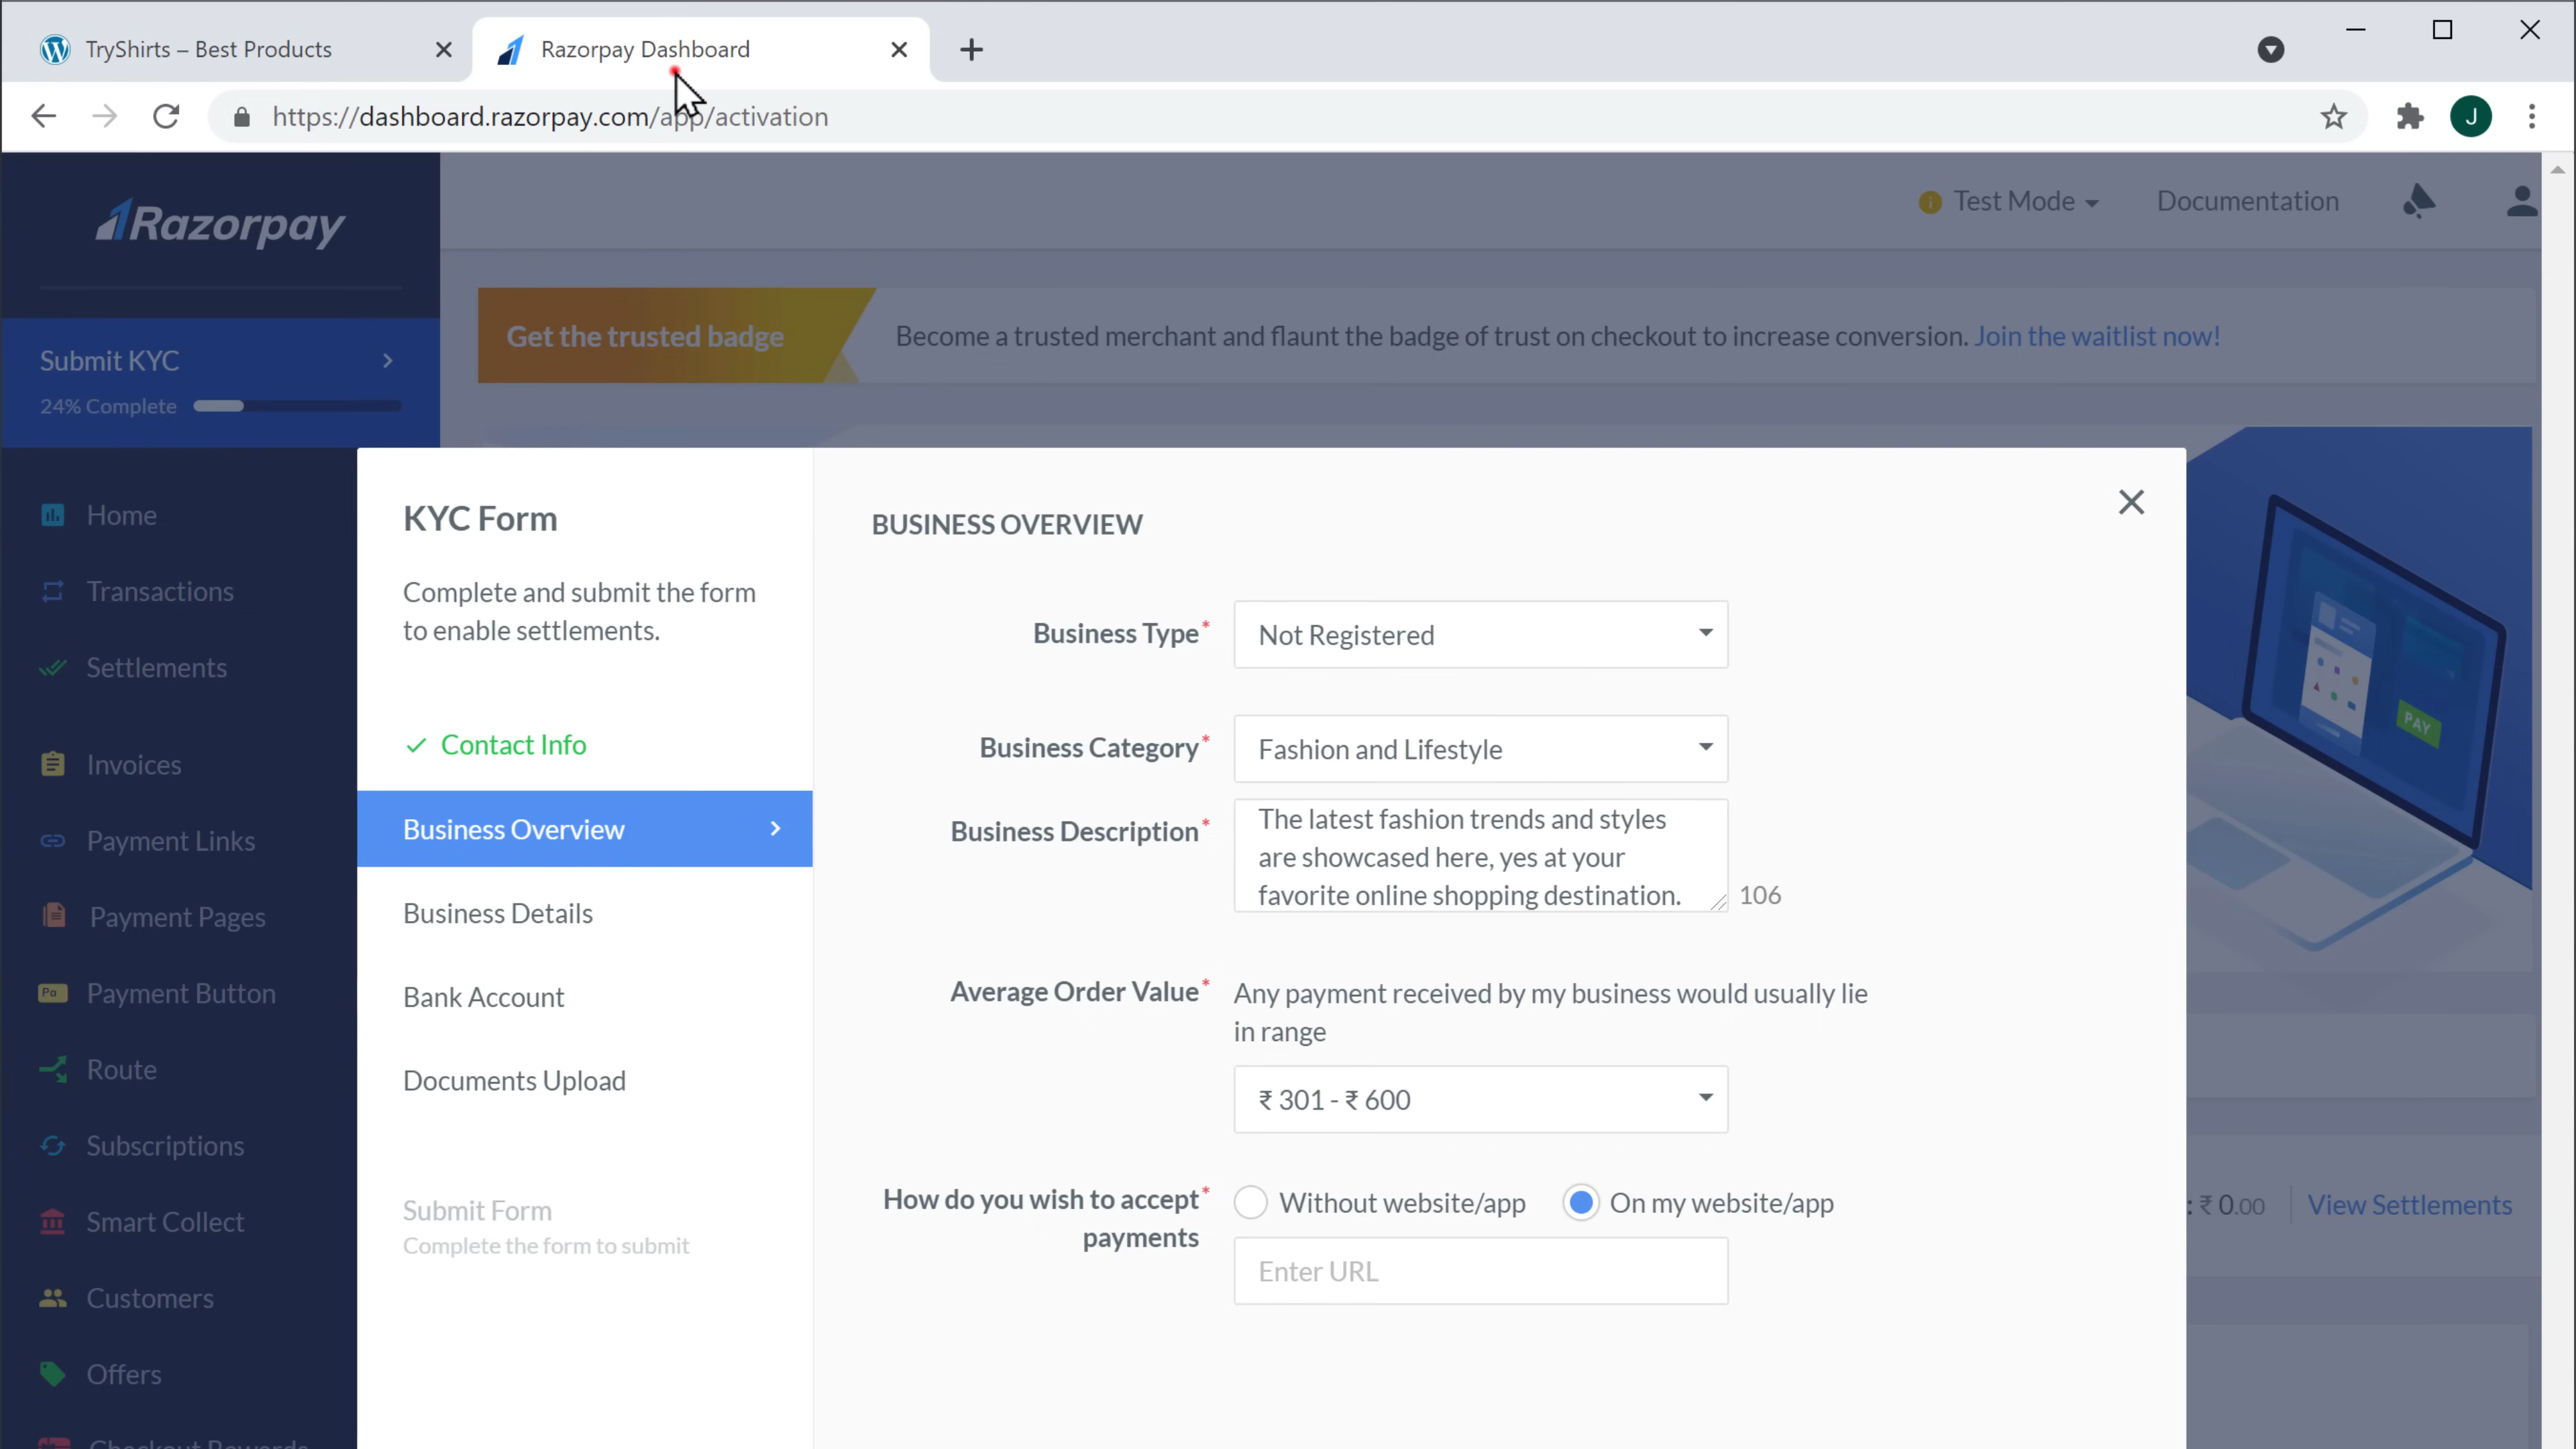 TryShirts – Best Products
Razorpay Dashboard
https://dashboard.razorpay.com/app/activation
J
Razorpay
Test Mode
Documentation
Get the trusted badge
Become a trusted merchant and flaunt the badge of trust on checkout to increase conversion. Join the waitlist now!
Submit KYC
24% Complete
Home
Transactions
Settlements
Invoices
Payment Links
Payment Pages
Payment Button
Route
Subscriptions
Smart Collect
Customers
Offers
Checkout Rewards
KYC Form
Complete and submit the form
to enable settlements.
Contact Info
Business Overview
Business Details
Bank Account
Documents Upload
Submit Form
Complete the form to submit
BUSINESS OVERVIEW
Business Type*
Not Registered
Business Category*
Fashion and Lifestyle
Business Description*
The latest fashion trends and styles
are showcased here, yes at your
favorite online shopping destination.
106
Average Order Value*
Any payment received by my business would usually lie
in range
₹ 301 - ₹ 600
How do you wish to accept*
payments
Without website/app
On my website/app
Enter URL
PAY
: ₹ 0.00
View Settlements